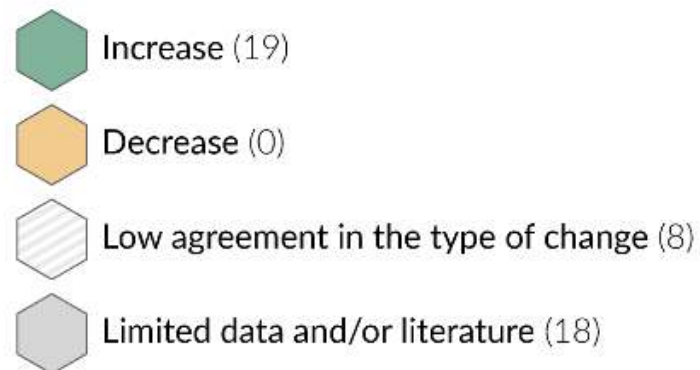 Increase (19)
Decrease (0)
Low agreement in the type of change (8)
Limited data and/or literature (18)